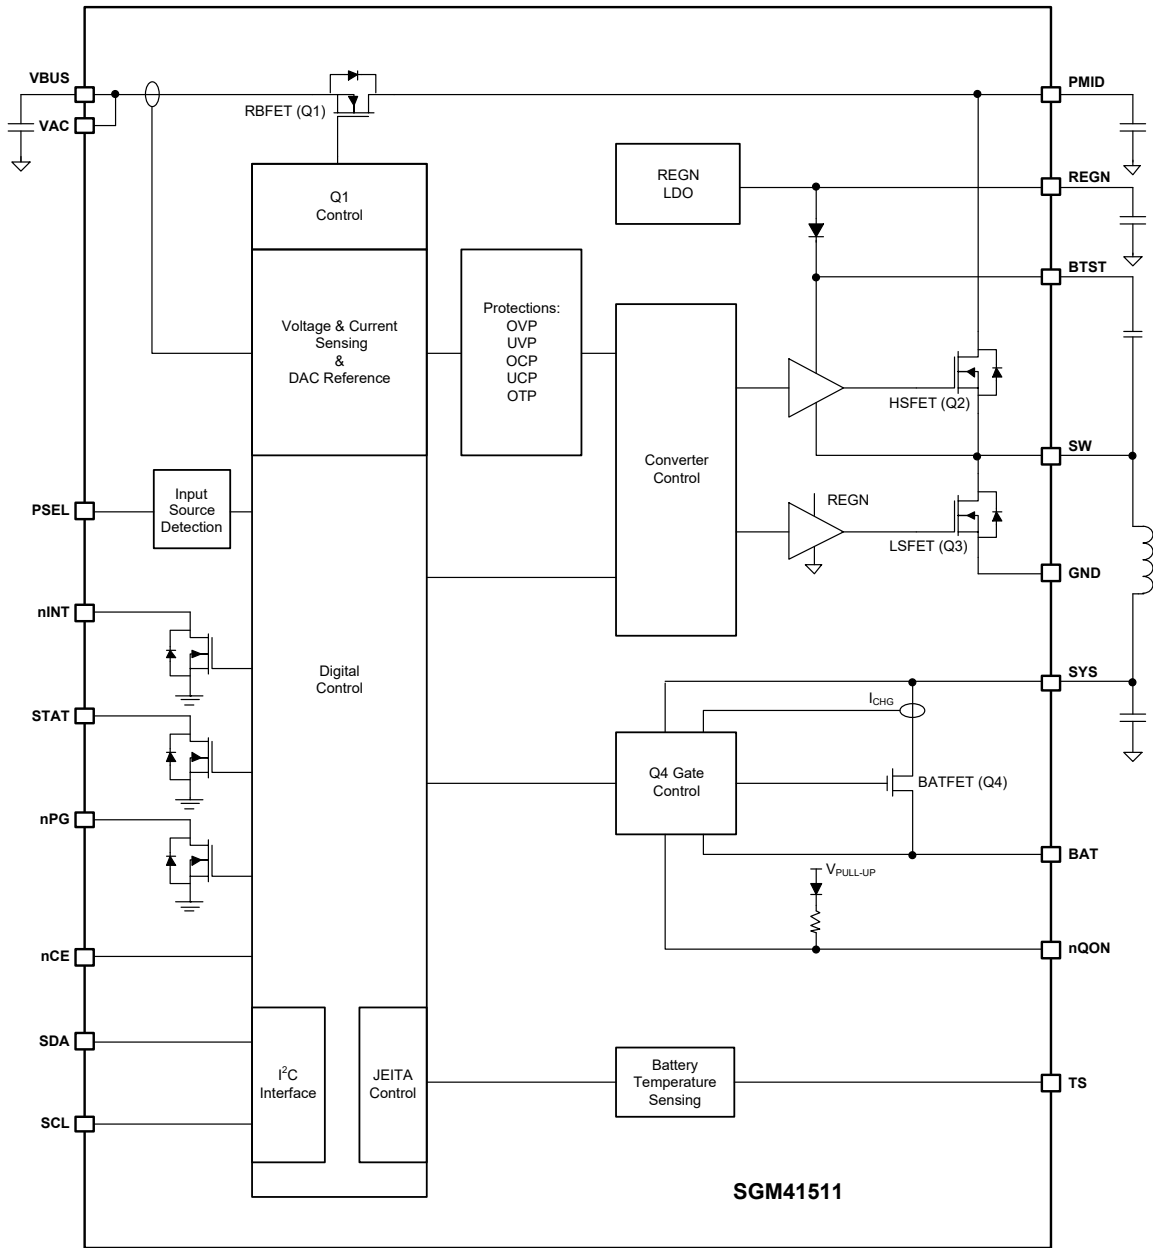 VBUS
VAC
RBFET (Q1)
PMID
REGN
LDO
REGN
Q1
Control
BTST
Voltage & Current
Sensing
&
DAC Reference
Protections:
OVP
UVP
OCP
UCP
OTP
HSFET (Q2)
Converter
Control
SW
PSEL
Input
Source
Detection
REGN
LSFET (Q3)
GND
nINT
Digital
Control
SYS
STAT
ICHG
Q4 Gate
Control
BATFET (Q4)
nPG
BAT
VPULL-UP
nCE
nQON
SDA
I2C
Interface
JEITA
Control
Battery
Temperature
Sensing
TS
SCL
SGM41511